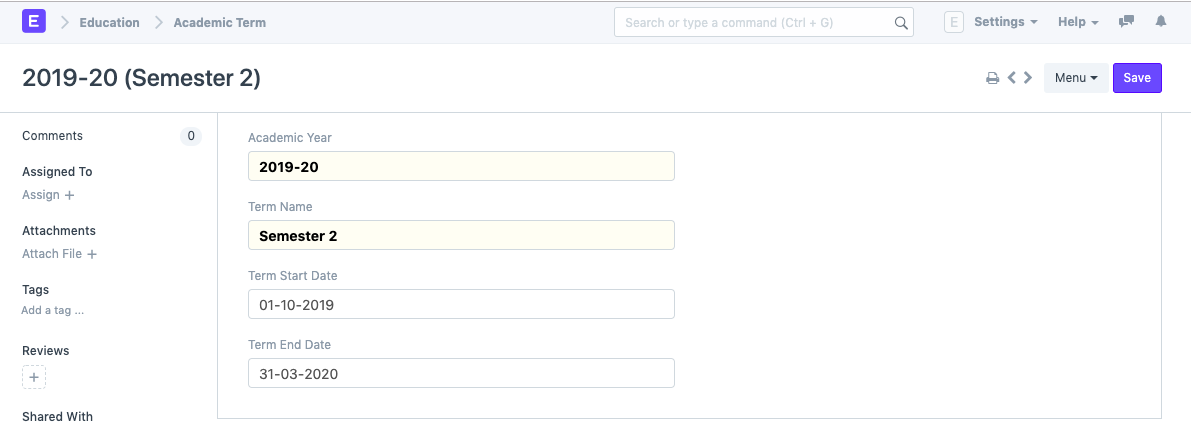 E Education Academic Term Search or type a command (Ctrl + G) E Settings Help
2019-20 (Semester 2) Menu Save
Comments 0
Assigned To
Assign +
Attachments
Attach File +
Tags
Add a tag ...
Reviews
+
Shared With
Academic Year
2019-20
Term Name
Semester 2
Term Start Date
01-10-2019
Term End Date
31-03-2020